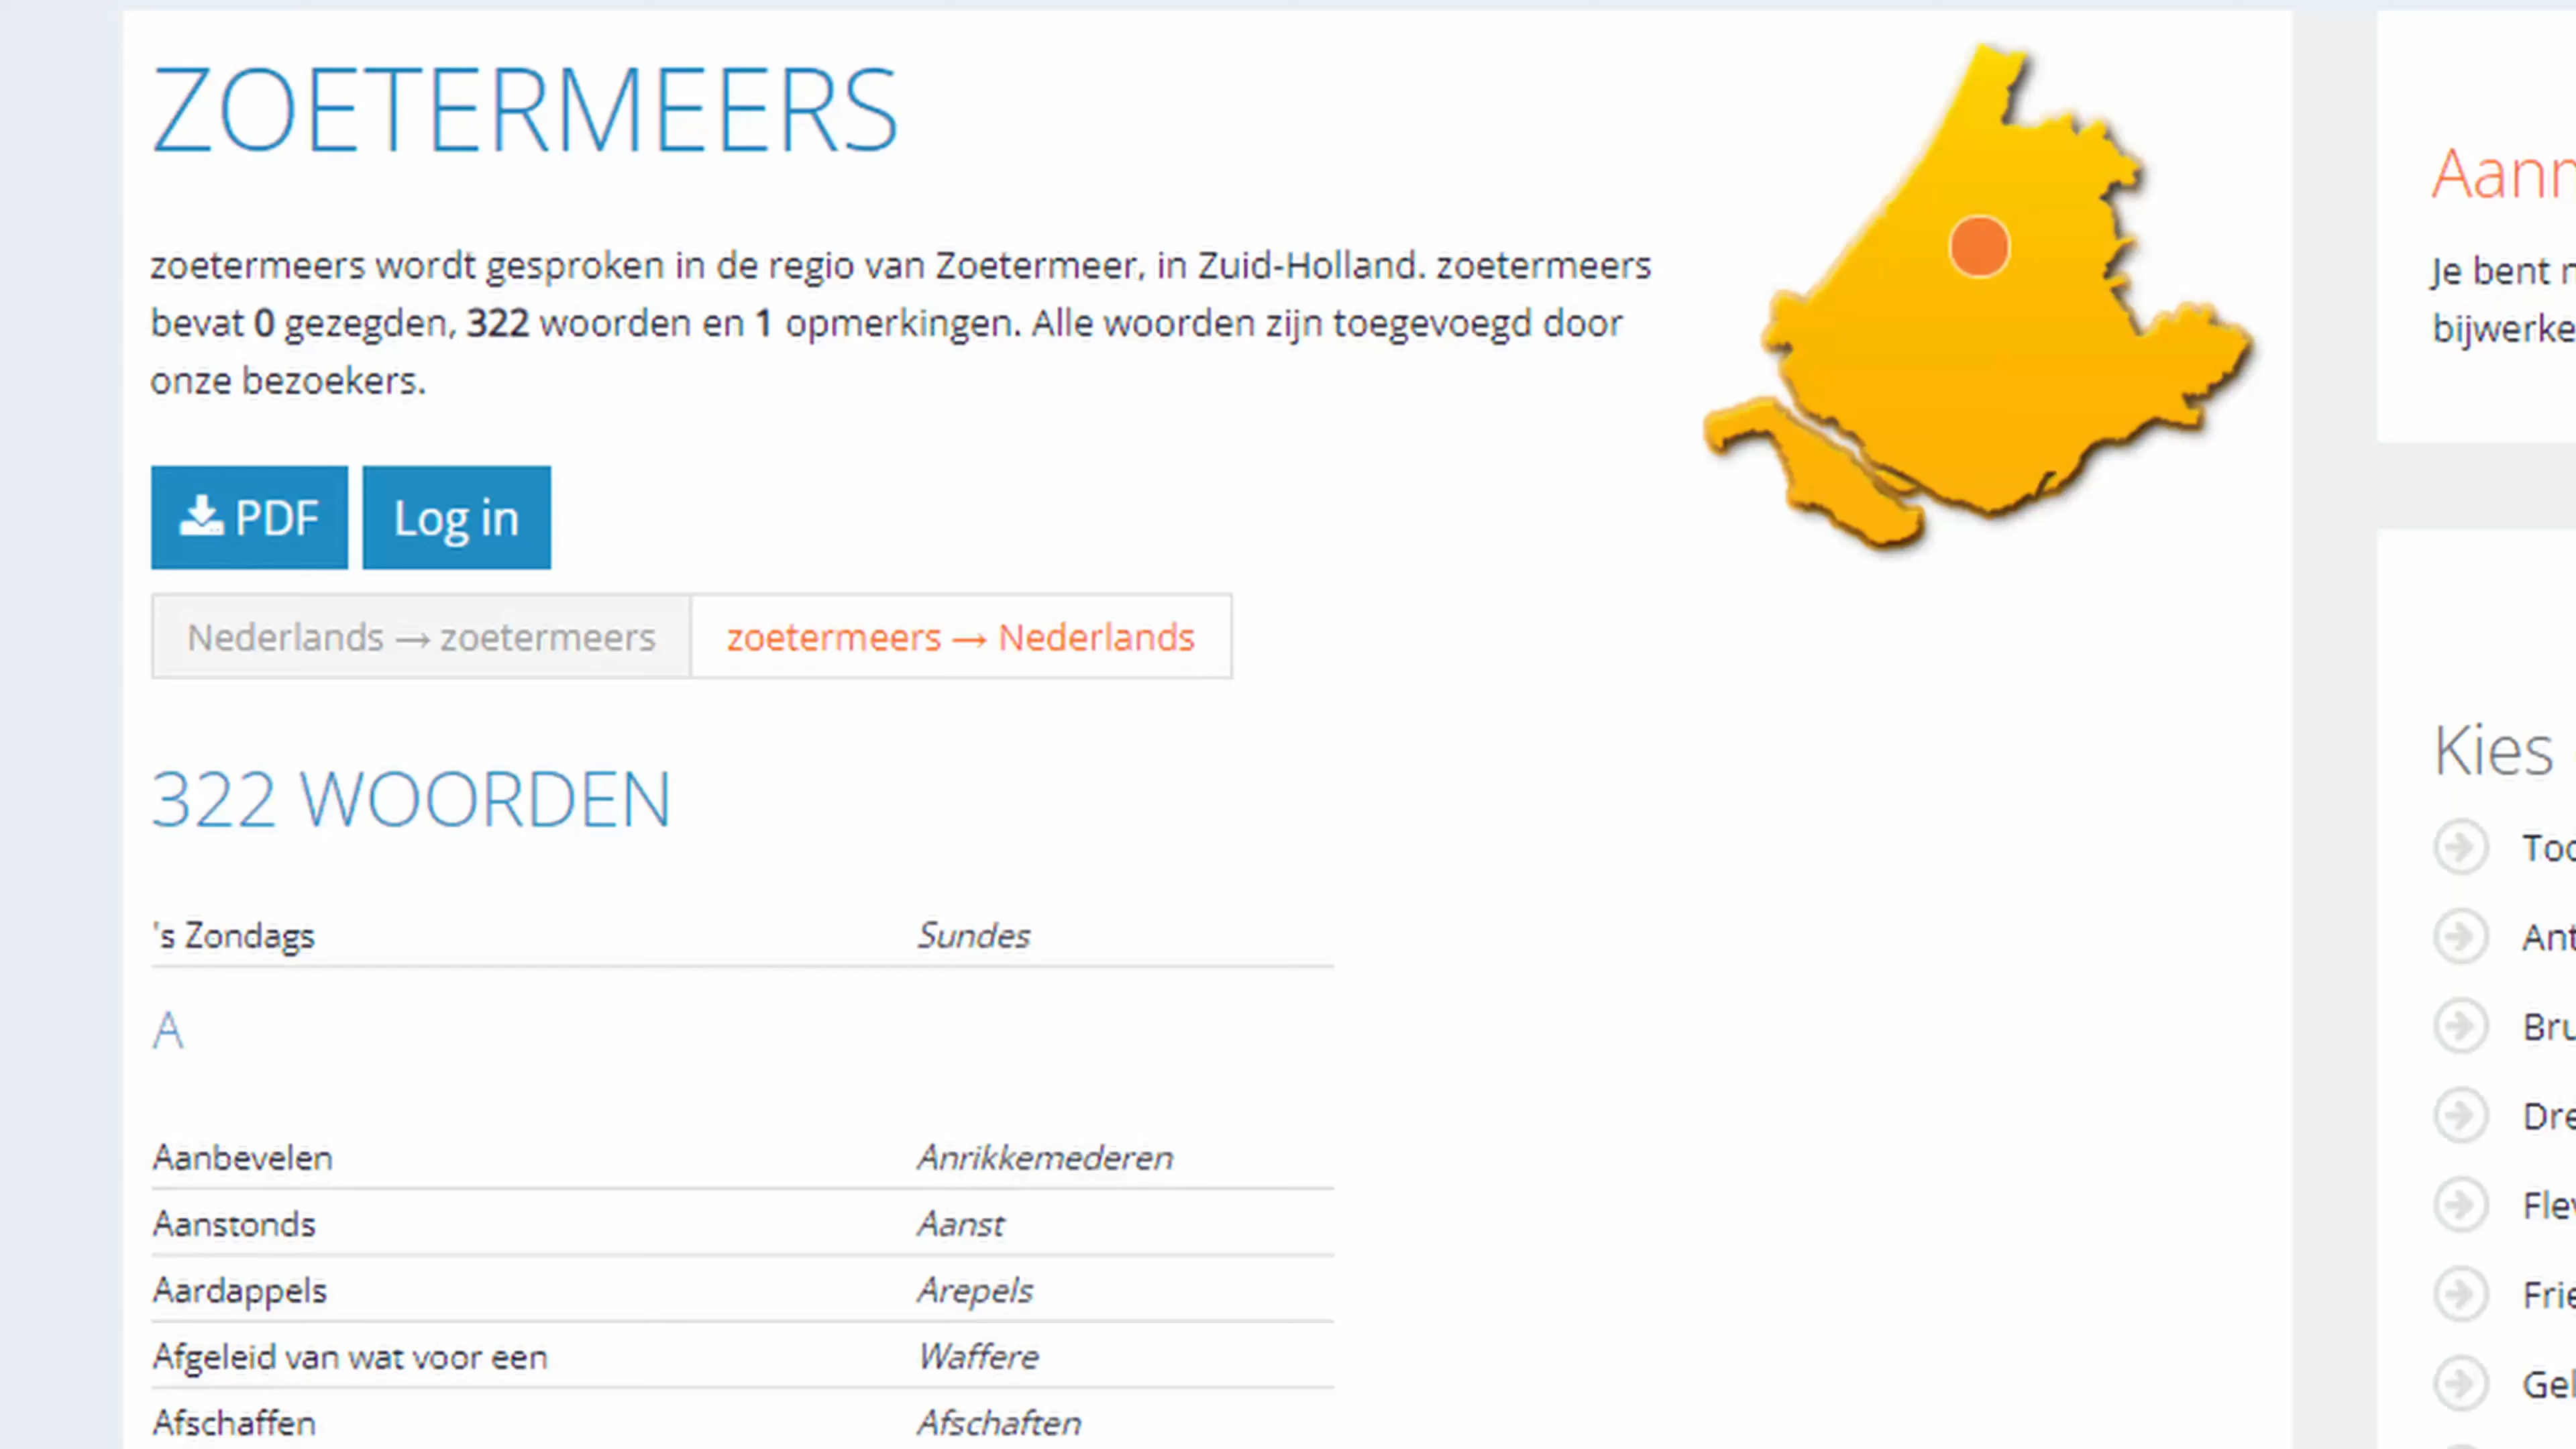 ZOETERMEERS
zoetermeers wordt gesproken in de regio van Zoetermeer, in Zuid-Holland. zoetermeers
bevat 0 gezegden, 322 woorden en 1 opmerkingen. Alle woorden zijn toegevoegd door
onze bezoekers.
PDF Log in
Nederlands → zoetermeers zoetermeers → Nederlands
322 WOORDEN
's Zondags Sundes
A
Aanbevelen Anrikkemederen
Aanstonds Aanst
Aardappels Arepels
Afgeleid van wat voor een Waffere
Afschaffen Afschaften
Je bent
Kies